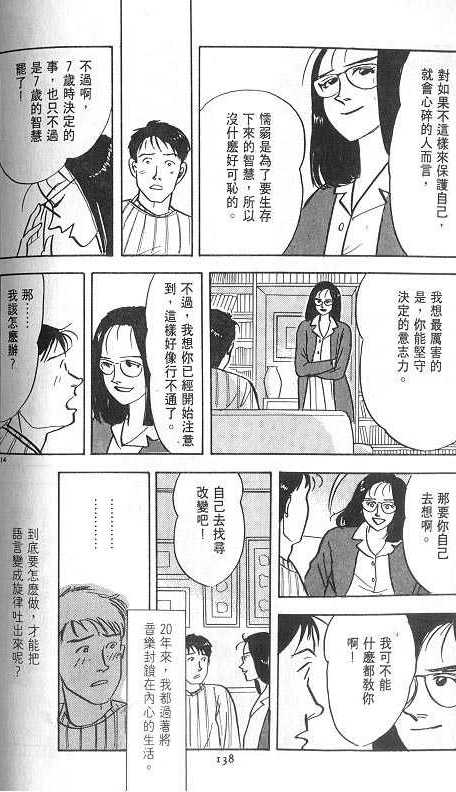 對如果不這樣來保護自己，
就會心碎的人而言，
懦弱是為了要生存
下來的智慧，所以
沒什麼好可恥的。
不過啊，
7歲時決定的
事，也只不過
是7歲的智慧
罷了！
我想最厲害的
是，你能堅守
決定的意志力。
不過，我想你已經開始注意
到，這樣好像行不通了。
那……
我該怎麼辦？
那要你自己
去想啊。
我可不能
什麼都教你
啊！
自己去找尋
改變吧！
20年來，我都過著將
音樂封鎖在內心的生活。
…………
到底要怎麼做，才能把
語言變成旋律吐出來呢？
138
14